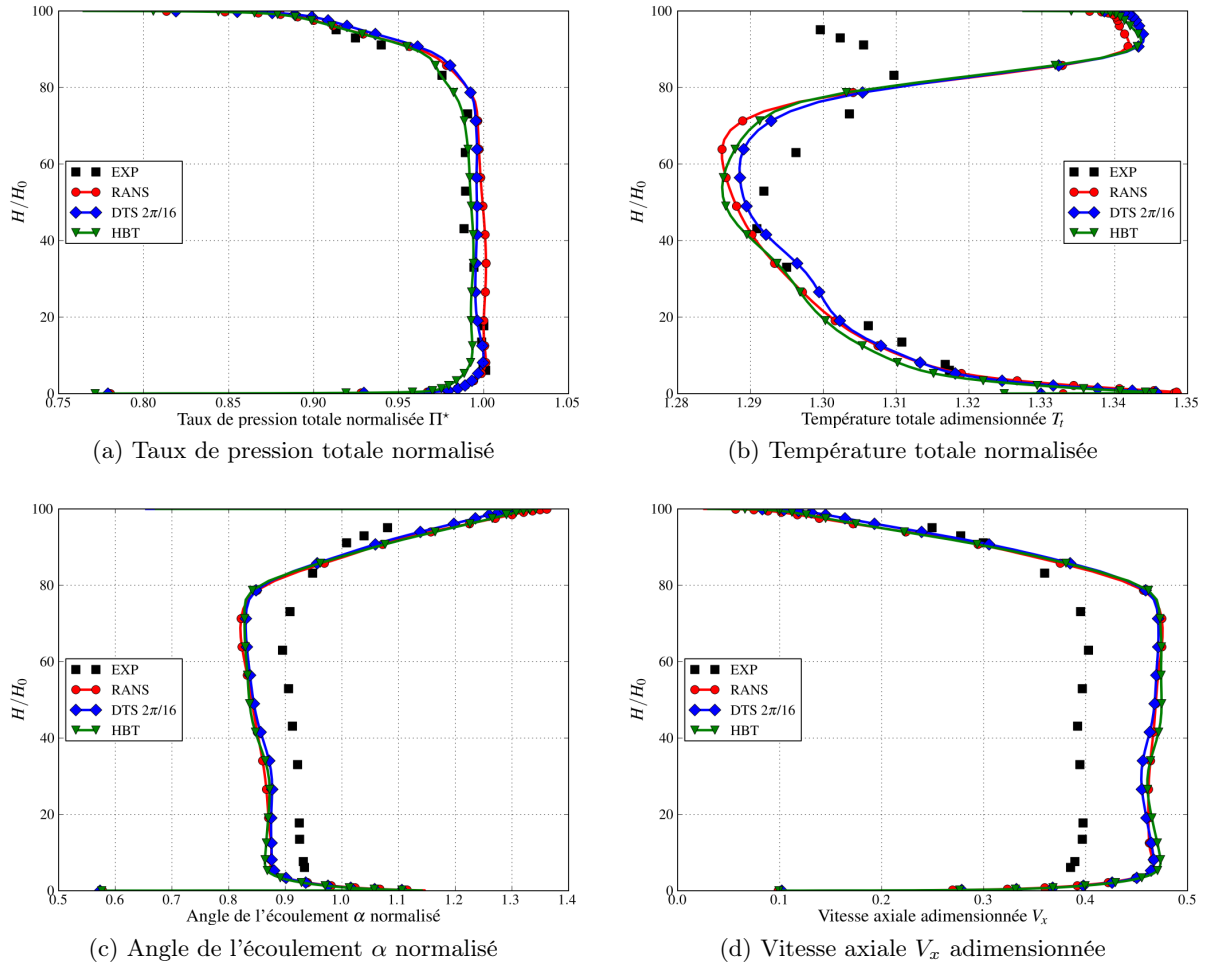 100
80
60
40
20
0
H/H₀
EXP
RANS
DTS 2π/16
HBT
0.75 0.80 0.85 0.90 0.95 1.00 1.05
Taux de pression totale normalisée Π⋆
(a) Taux de pression totale normalisé
100
80
60
40
20
0
H/H₀
EXP
RANS
DTS 2π/16
HBT
1.28 1.29 1.30 1.31 1.32 1.33 1.34 1.35
Température totale adimensionnée Tₜ
(b) Température totale normalisée
100
80
60
40
20
0
H/H₀
EXP
RANS
DTS 2π/16
HBT
0.5 0.6 0.7 0.8 0.9 1.0 1.1 1.2 1.3 1.4
Angle de l'écoulement α normalisé
(c) Angle de l'écoulement α normalisé
100
80
60
40
20
0
H/H₀
EXP
RANS
DTS 2π/16
HBT
0.0 0.1 0.2 0.3 0.4 0.5
Vitesse axiale adimensionnée Vₓ
(d) Vitesse axiale Vₓ adimensionnée